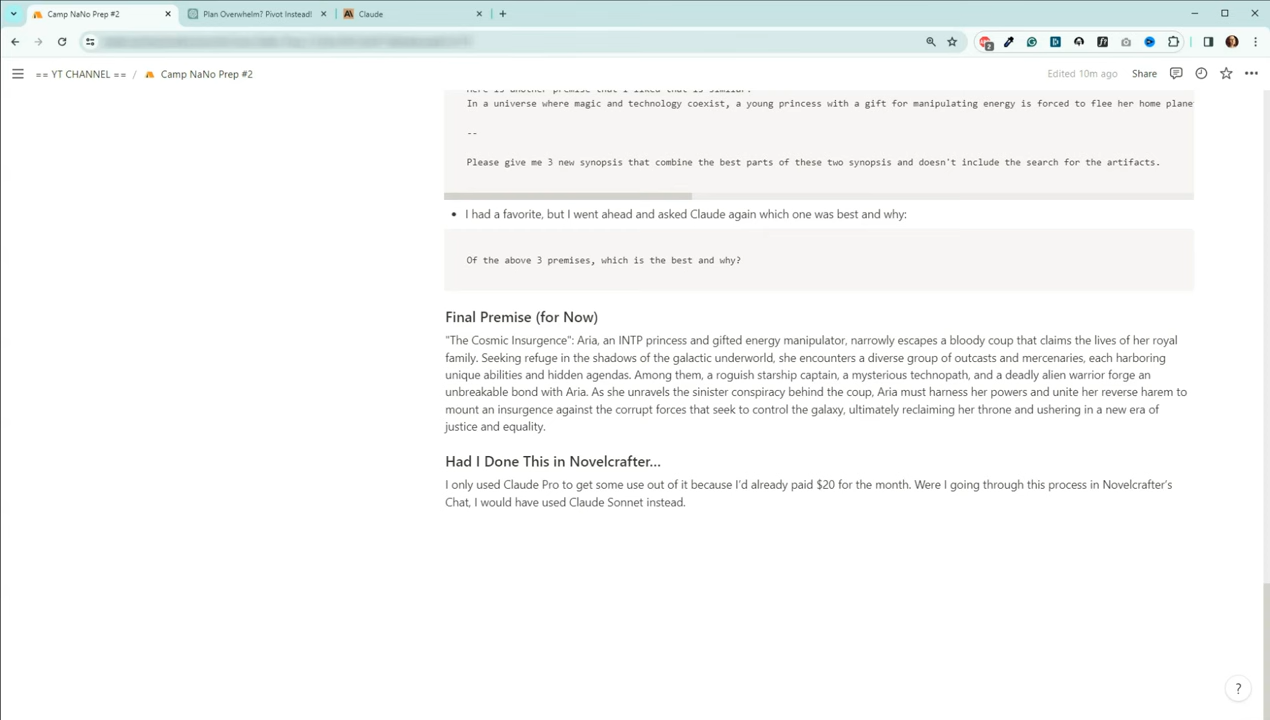 Camp NaNo Prep #2
Plan Overwhelm? Pivot Instead!
Claude
== YT CHANNEL == / Camp NaNo Prep #2
Edited 10m ago
Share
Here is another premise that I liked that is similar:
In a universe where magic and technology coexist, a young princess with a gift for manipulating energy is forced to flee her home plane
--
Please give me 3 new synopsis that combine the best parts of these two synopsis and doesn't include the search for the artifacts.
• I had a favorite, but I went ahead and asked Claude again which one was best and why:
Of the above 3 premises, which is the best and why?
Final Premise (for Now)
"The Cosmic Insurgence": Aria, an INTP princess and gifted energy manipulator, narrowly escapes a bloody coup that claims the lives of her royal
family. Seeking refuge in the shadows of the galactic underworld, she encounters a diverse group of outcasts and mercenaries, each harboring
unique abilities and hidden agendas. Among them, a roguish starship captain, a mysterious technopath, and a deadly alien warrior forge an
unbreakable bond with Aria. As she unravels the sinister conspiracy behind the coup, Aria must harness her powers and unite her reverse harem to
mount an insurgence against the corrupt forces that seek to control the galaxy, ultimately reclaiming her throne and ushering in a new era of
justice and equality.
Had I Done This in Novelcrafter...
I only used Claude Pro to get some use out of it because I'd already paid $20 for the month. Were I going through this process in Novelcrafter's
Chat, I would have used Claude Sonnet instead.
?